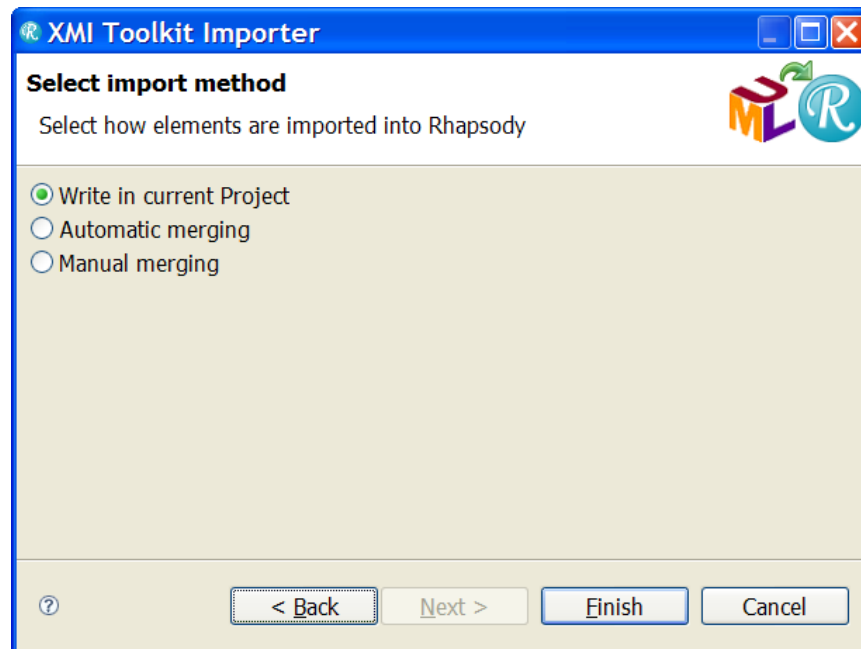 XMI Toolkit Importer
Select import method
Select how elements are imported into Rhapsody
UML R
Write in current Project
Automatic merging
Manual merging
? < Back Next > Finish Cancel